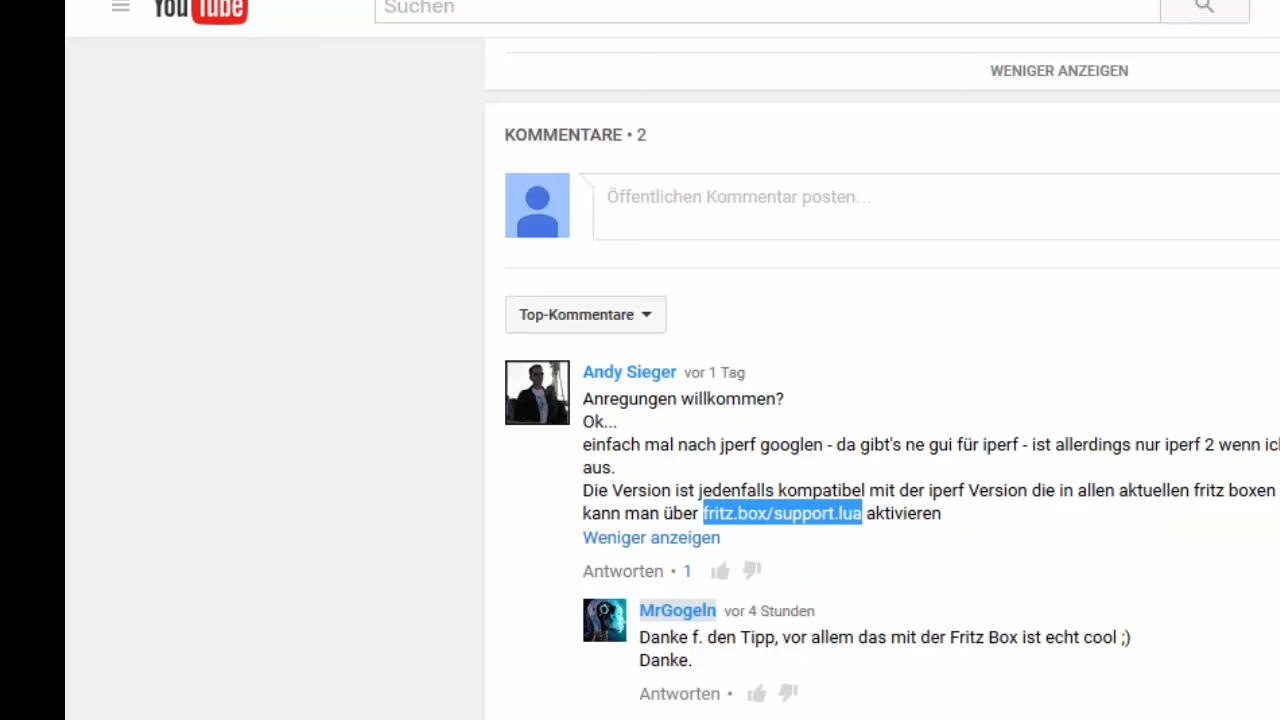 YouTube
Suchen
WENIGER ANZEIGEN
KOMMENTARE • 2
Öffentlichen Kommentar posten...
Top-Kommentare
Andy Sieger vor 1 Tag
Anregungen willkommen?
Ok...
einfach mal nach jperf googlen - da gibt's ne gui für iperf - ist allerdings nur iperf 2 wenn
aus.
Die Version ist jedenfalls kompatibel mit der iperf Version die in allen aktuellen fritz boxen
kann man über fritz.box/support.lua aktivieren
Weniger anzeigen
Antworten • 1
MrGogeln vor 4 Stunden
Danke f. den Tipp, vor allem das mit der Fritz Box ist echt cool ;)
Danke.
Antworten •